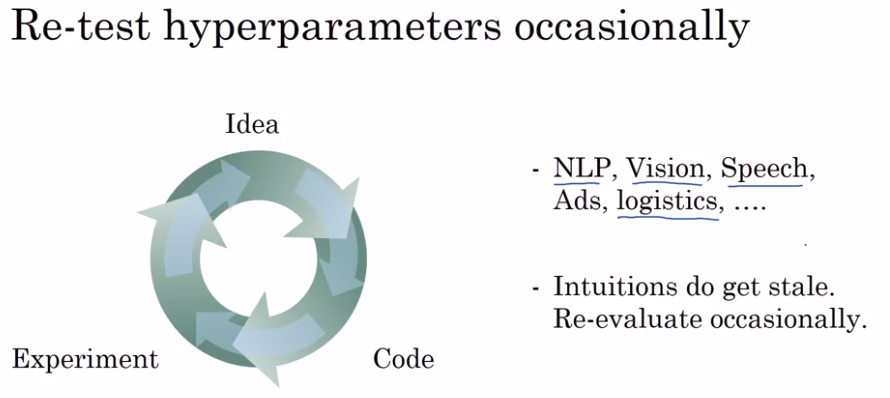 Re-test hyperparameters occasionally
Idea
Experiment
Code
- NLP, Vision, Speech,
Ads, logistics, ....
- Intuitions do get stale.
Re-evaluate occasionally.